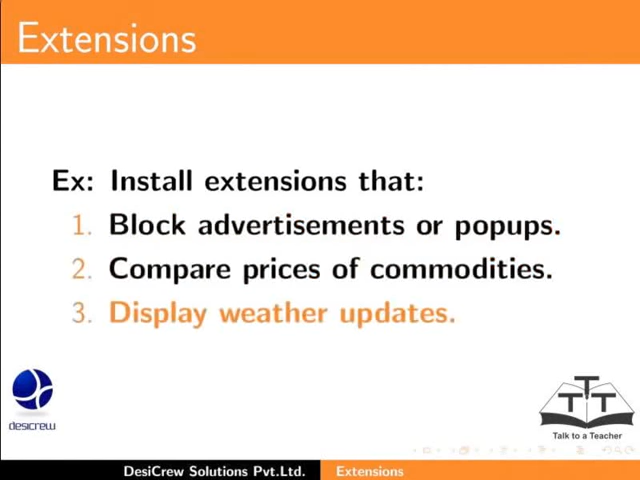 Extensions
Ex: Install extensions that:
1. Block advertisements or popups.
2. Compare prices of commodities.
3. Display weather updates.
desicrew
TTT
Talk to a Teacher
DesiCrew Solutions Pvt.Ltd. Extensions